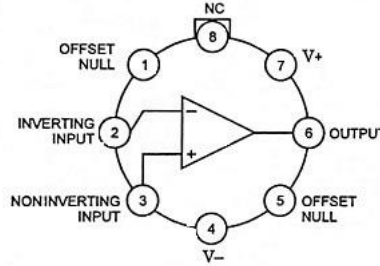 NC
8
OFFSET
NULL
1
7
V+
INVERTING
INPUT
2
−
+
6
OUTPUT
NONINVERTING
INPUT
3
4
V−
5
OFFSET
NULL